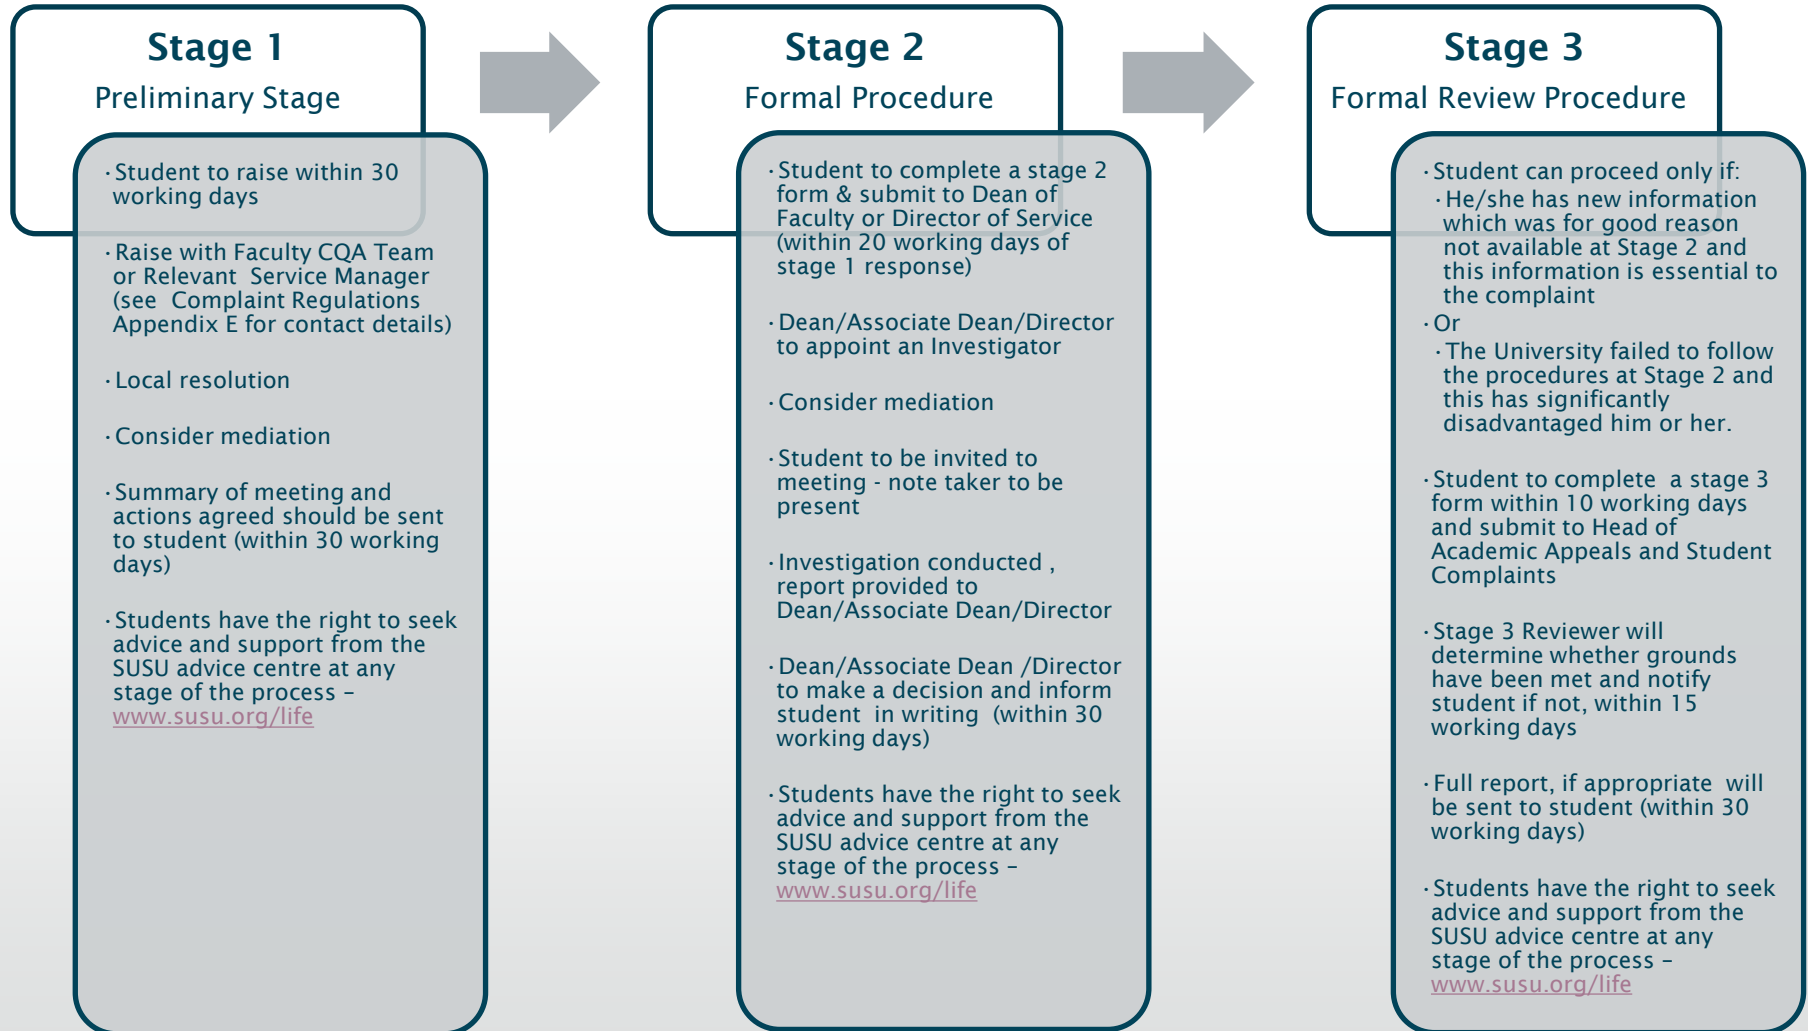 Stage 1
Preliminary Stage
·Student to raise within 30
working days
·Raise with Faculty CQA Team
or Relevant  Service Manager
(see  Complaint Regulations
Appendix E for contact details)
·Local resolution
·Consider mediation
·Summary of meeting and
actions agreed should be sent
to student (within 30 working
days)
·Students have the right to seek
advice and support from the
SUSU advice centre at any
stage of the process –
www.susu.org/life
Stage 2
Formal Procedure
·Student to complete a stage 2
form & submit to Dean of
Faculty or Director of Service
(within 20 working days of
stage 1 response)
·Dean/Associate Dean/Director
to appoint an Investigator
·Consider mediation
·Student to be invited to
meeting - note taker to be
present
·Investigation conducted ,
report provided to
Dean/Associate Dean/Director
·Dean/Associate Dean /Director
to make a decision and inform
student  in writing  (within 30
working days)
·Students have the right to seek
advice and support from the
SUSU advice centre at any
stage of the process –
www.susu.org/life
Stage 3
Formal Review Procedure
·Student can proceed only if:
·He/she has new information
which was for good reason
not available at Stage 2 and
this information is essential to
the complaint
·Or
·The University failed to follow
the procedures at Stage 2 and
this has significantly
disadvantaged him or her.
·Student to complete  a stage 3
form within 10 working days
and submit to Head of
Academic Appeals and Student
Complaints
·Stage 3 Reviewer will
determine whether grounds
have been met and notify
student if not, within 15
working days
·Full report, if appropriate  will
be sent to student (within 30
working days)
·Students have the right to seek
advice and support from the
SUSU advice centre at any
stage of the process –
www.susu.org/life